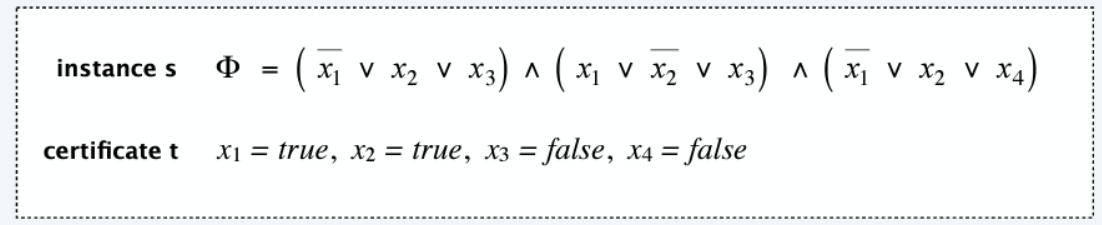 instance s Φ = ( x̅₁ ∨ x₂ ∨ x₃) ∧ ( x₁ ∨ x̅₂ ∨ x₃) ∧ ( x̅₁ ∨ x₂ ∨ x₄)
certificate t x₁ = true, x₂ = true, x₃ = false, x₄ = false